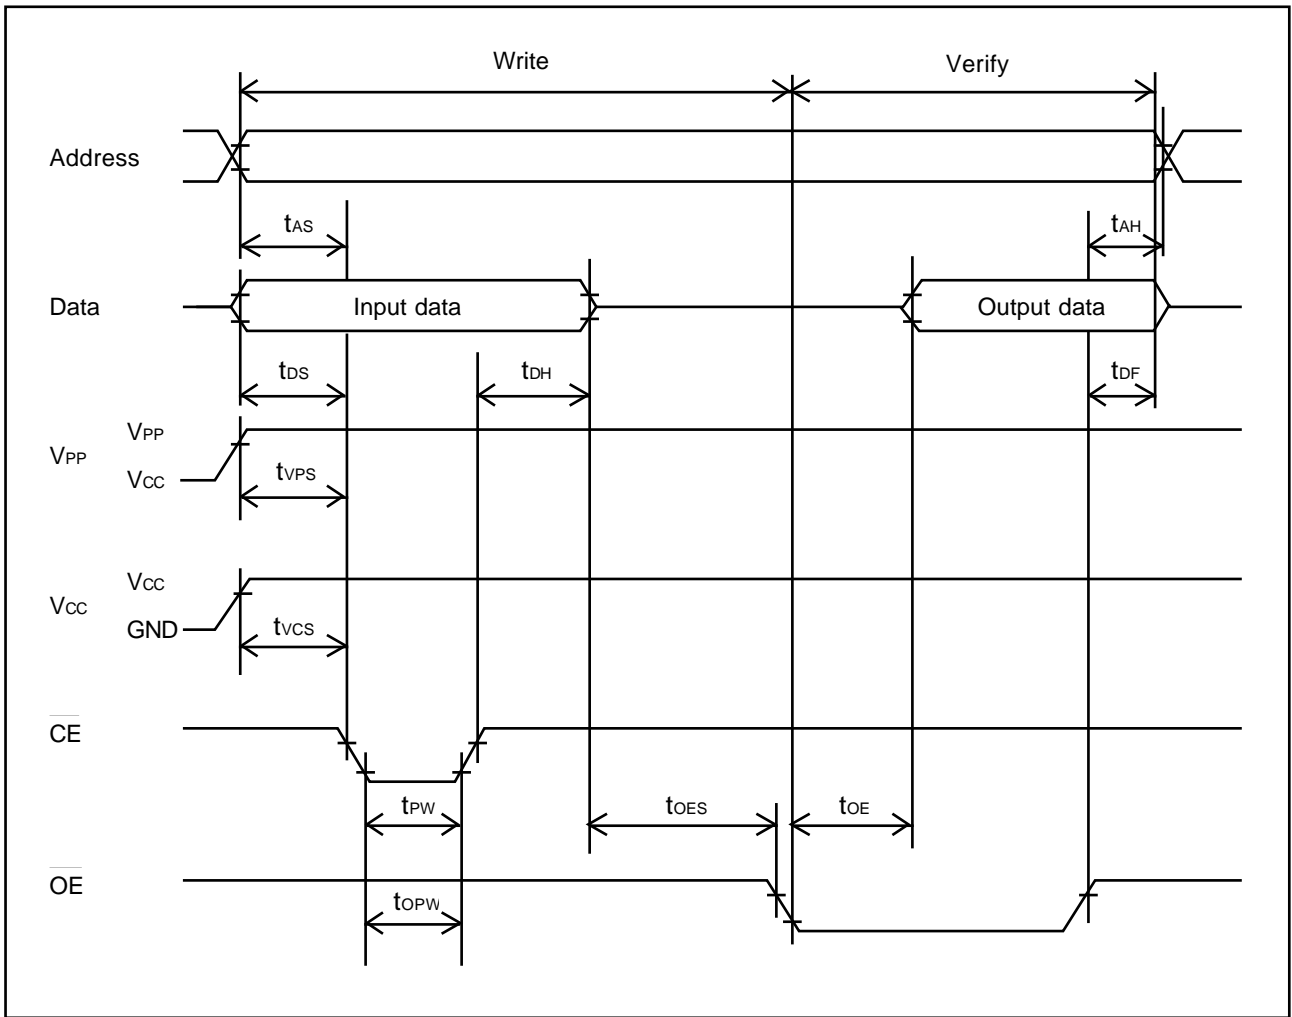 Write
Verify
Address
tAS
tAH
Data
Input data
Output data
tDS
tDH
tDF
VPP
VPP
VCC
tVPS
VCC
VCC
GND
tVCS
CE
tPW
tOES
tOE
OE
tOPW